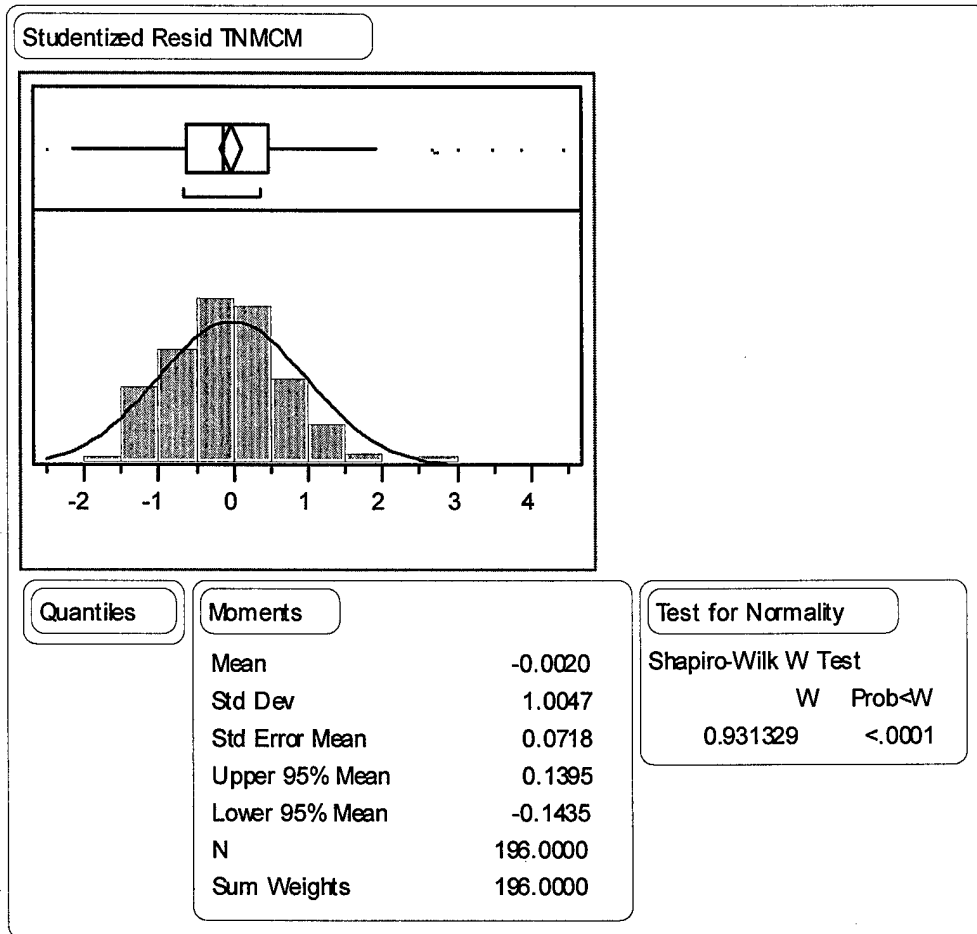 Studentized Resid TNMCM
-2 -1 0 1 2 3 4
Quantiles
Moments
Mean -0.0020
Std Dev 1.0047
Std Error Mean 0.0718
Upper 95% Mean 0.1395
Lower 95% Mean -0.1435
N 196.0000
Sum Weights 196.0000
Test for Normality
Shapiro-Wilk W Test
W Prob<W
0.931329 <.0001